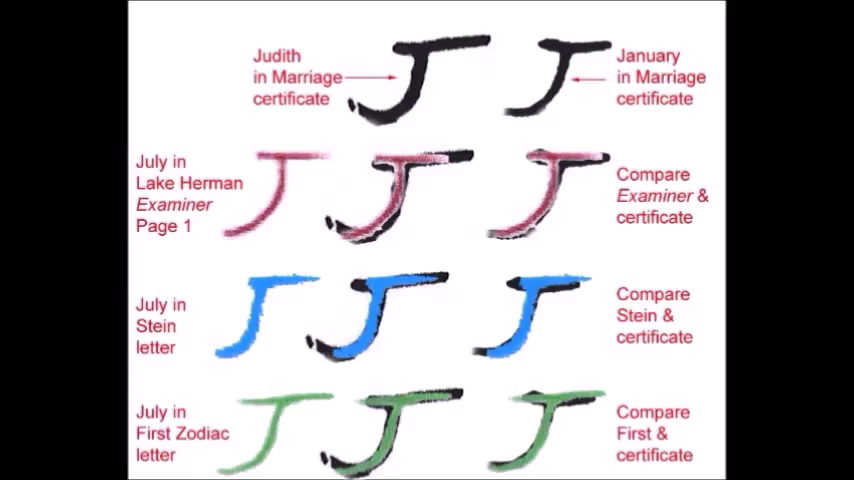 Judith
in Marriage
certificate
January
in Marriage
certificate
July in
Lake Herman
Examiner
Page 1
Compare
Examiner &
certificate
July in
Stein
letter
Compare
Stein &
certificate
July in
First Zodiac
letter
Compare
First &
certificate